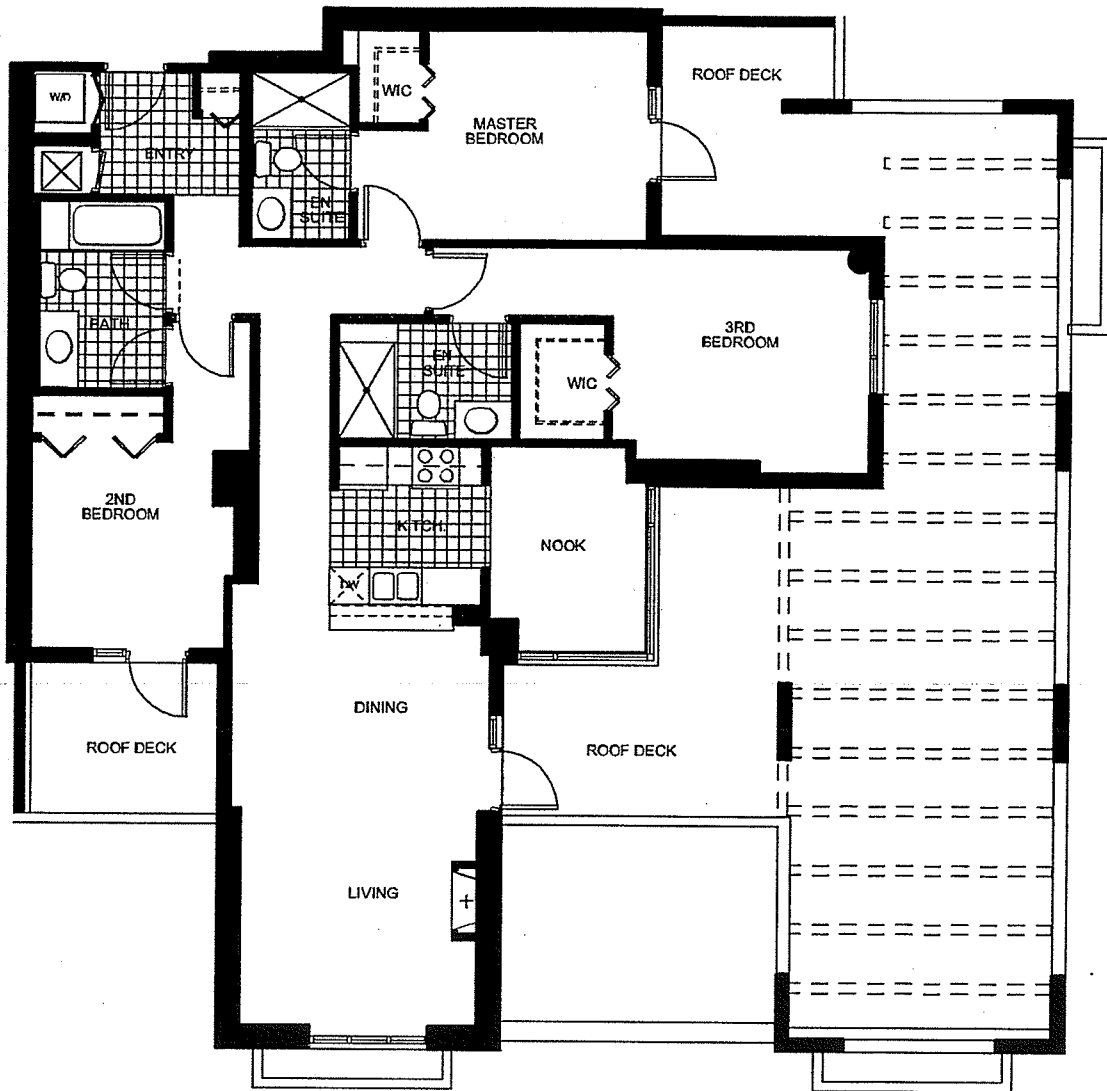 ROOF DECK
WIC
W/D
MASTER
BEDROOM
ENTRY
EN
SUITE
BATH
3RD
BEDROOM
EN
SUITE
WIC
2ND
BEDROOM
KITCH.
NOOK
DW
DINING
ROOF DECK
ROOF DECK
LIVING